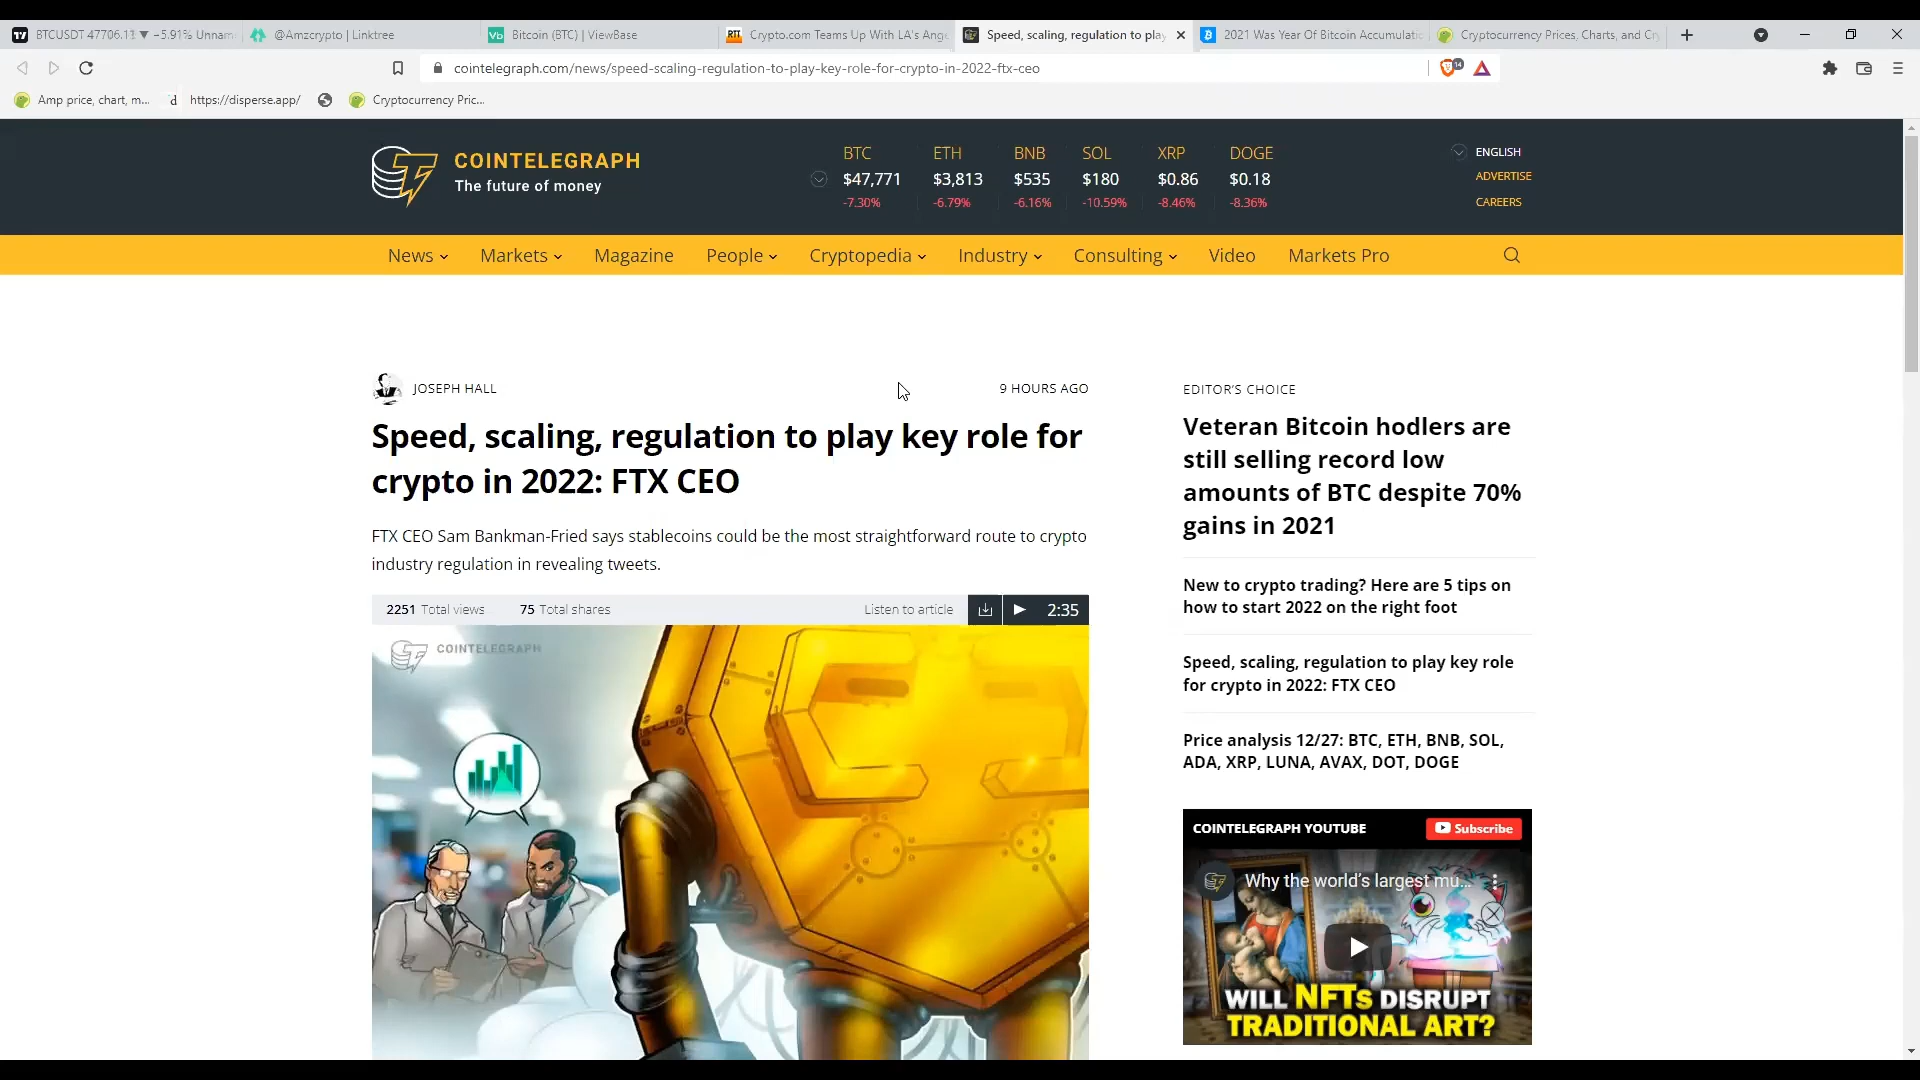 BTCUSDT 47706.11 ▼ −5.91% Unnam
@Amzcrypto | Linktree
Vb Bitcoin (BTC) | ViewBase
RTT Crypto.com Teams Up With LA's Ange
Speed, scaling, regulation to play
2021 Was Year Of Bitcoin Accumulatic
Cryptocurrency Prices, Charts, and Cr
cointelegraph.com/news/speed-scaling-regulation-to-play-key-role-for-crypto-in-2022-ftx-ceo
14
Amp price, chart, m...
d https://disperse.app/
Cryptocurrency Pric...
COINTELEGRAPH
The future of money
BTC ETH BNB SOL XRP DOGE
$47,771 $3,813 $535 $180 $0.86 $0.18
-7.30% -6.79% -6.16% -10.59% -8.46% -8.36%
ENGLISH
ADVERTISE
CAREERS
News Markets Magazine People Cryptopedia Industry Consulting Video Markets Pro
JOSEPH HALL
9 HOURS AGO
Speed, scaling, regulation to play key role for
crypto in 2022: FTX CEO
FTX CEO Sam Bankman-Fried says stablecoins could be the most straightforward route to crypto
industry regulation in revealing tweets.
2251 Total views 75 Total shares
Listen to article 2:35
COINTELEGRAPH
EDITOR'S CHOICE
Veteran Bitcoin hodlers are
still selling record low
amounts of BTC despite 70%
gains in 2021
New to crypto trading? Here are 5 tips on
how to start 2022 on the right foot
Speed, scaling, regulation to play key role
for crypto in 2022: FTX CEO
Price analysis 12/27: BTC, ETH, BNB, SOL,
ADA, XRP, LUNA, AVAX, DOT, DOGE
COINTELEGRAPH YOUTUBE
Subscribe
Why the world's largest mu...
WILL NFTs DISRUPT
TRADITIONAL ART?